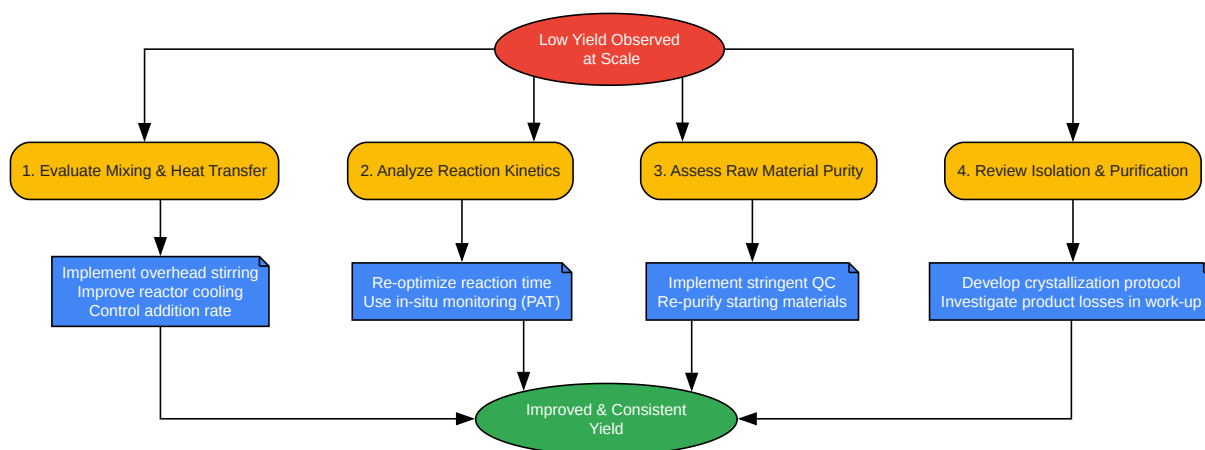 Low Yield Observed
at Scale
1. Evaluate Mixing & Heat Transfer
2. Analyze Reaction Kinetics
3. Assess Raw Material Purity
4. Review Isolation & Purification
Implement overhead stirring
Improve reactor cooling
Control addition rate
Re-optimize reaction time
Use in-situ monitoring (PAT)
Implement stringent QC
Re-purify starting materials
Develop crystallization protocol
Investigate product losses in work-up
Improved & Consistent
Yield